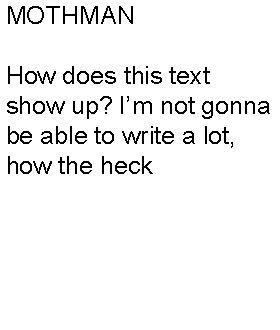 MOTHMAN
How does this text
show up? I’m not gonna
be able to write a lot,
how the heck